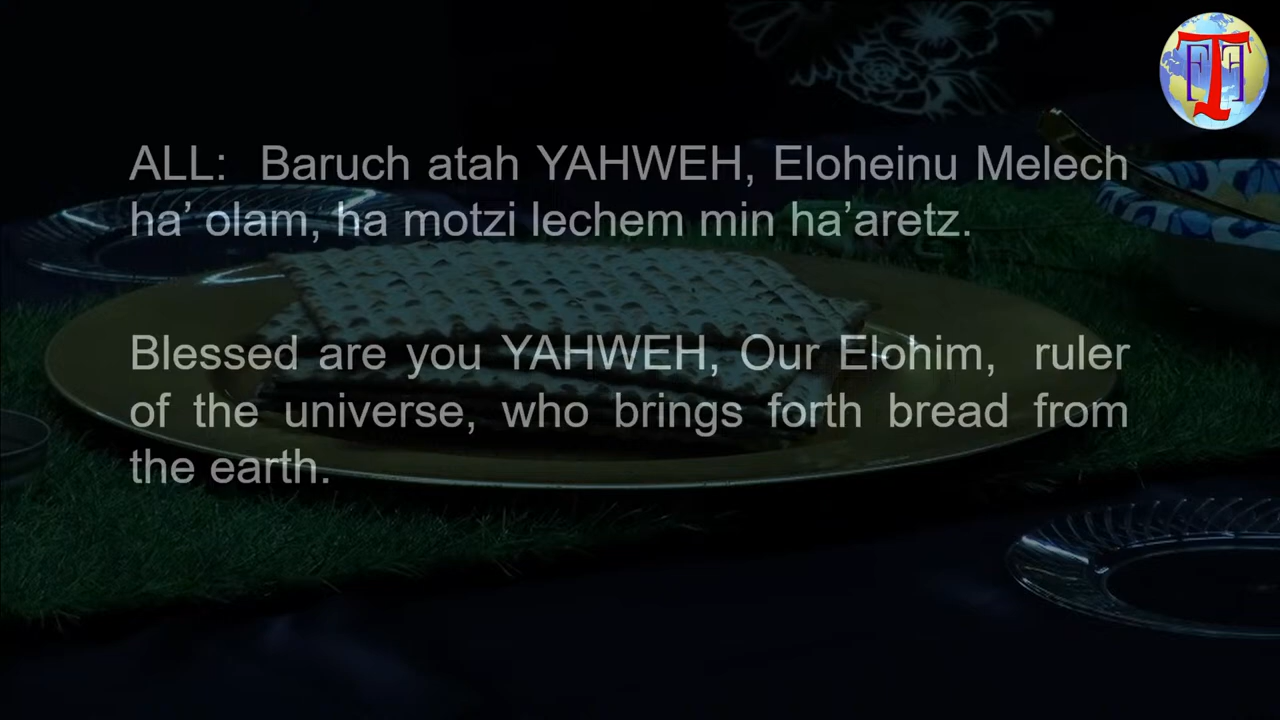 ALL: Baruch atah YAHWEH, Eloheinu Melech
ha’ olam, ha motzi lechem min ha’aretz.
Blessed are you YAHWEH, Our Elohim, ruler
of the universe, who brings forth bread from
the earth.